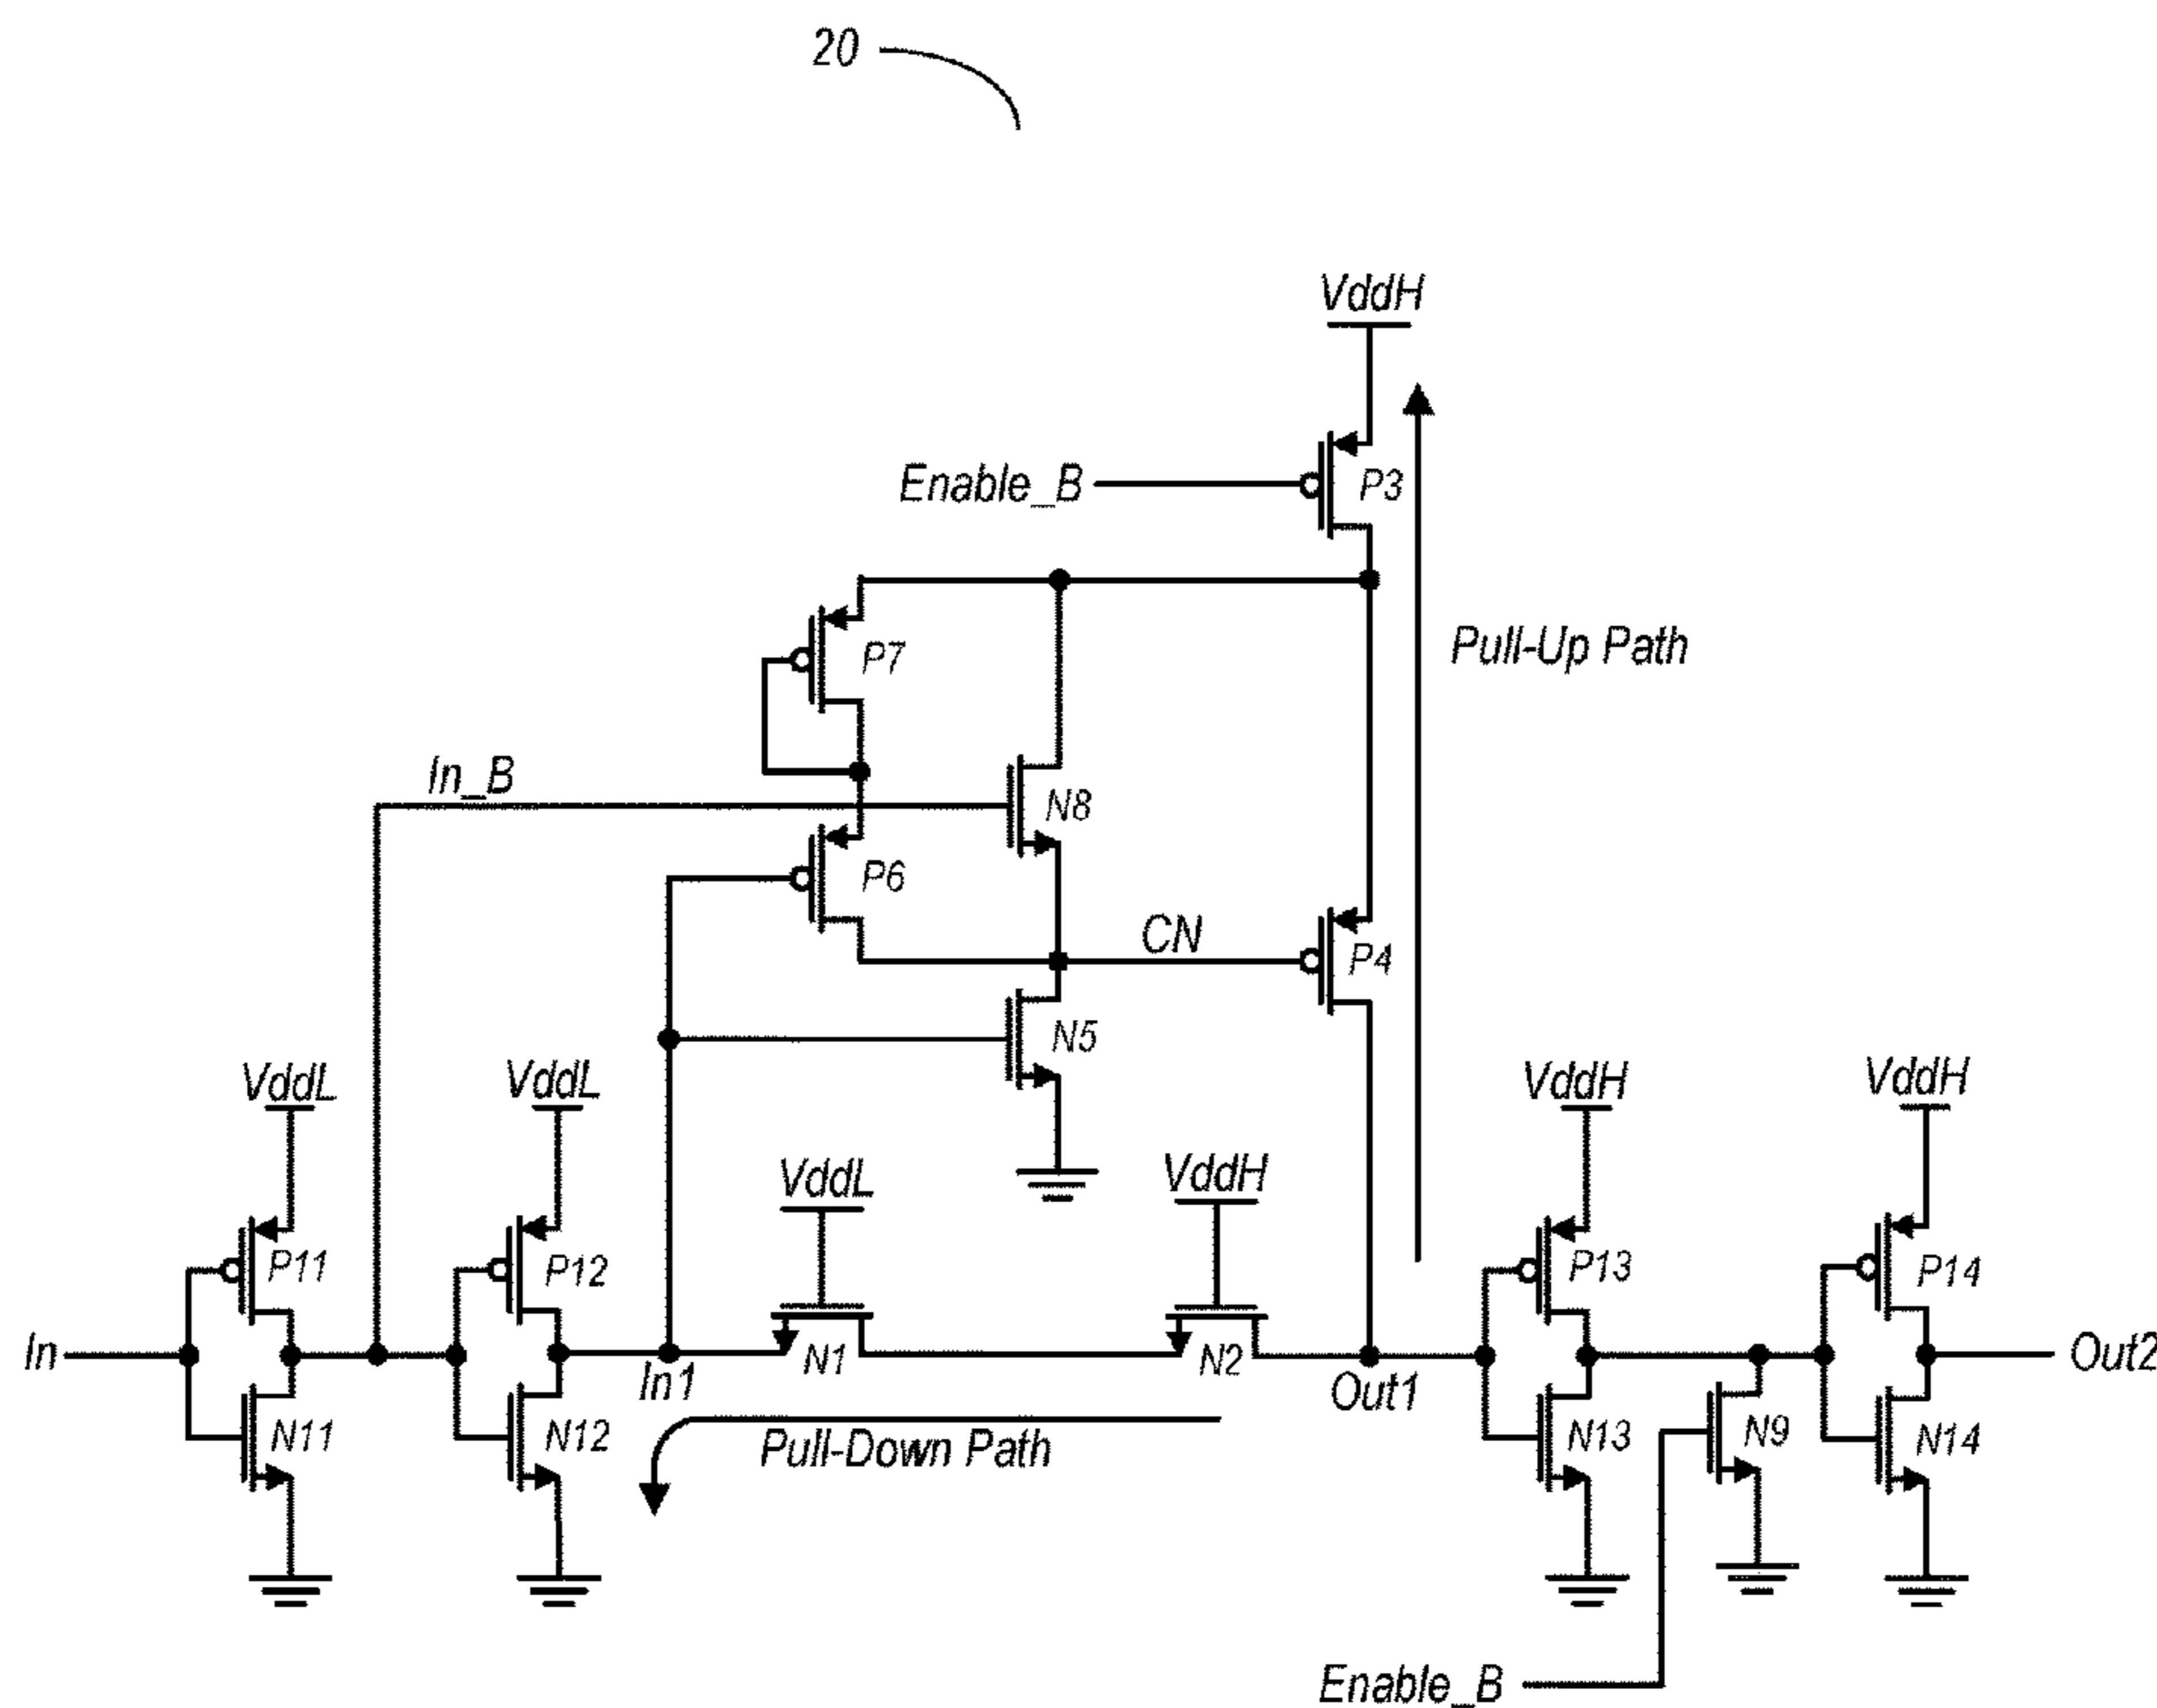 20
VddH
Enable_B
P3
P7
Pull-Up Path
In_B
N8
P6
CN
P4
N5
VddL
VddL
VddH
VddH
VddL
VddH
P11
P12
P13
P14
In
In1
N1
N2
Out1
Out2
N11
N12
Pull-Down Path
N13
N9
N14
Enable_B